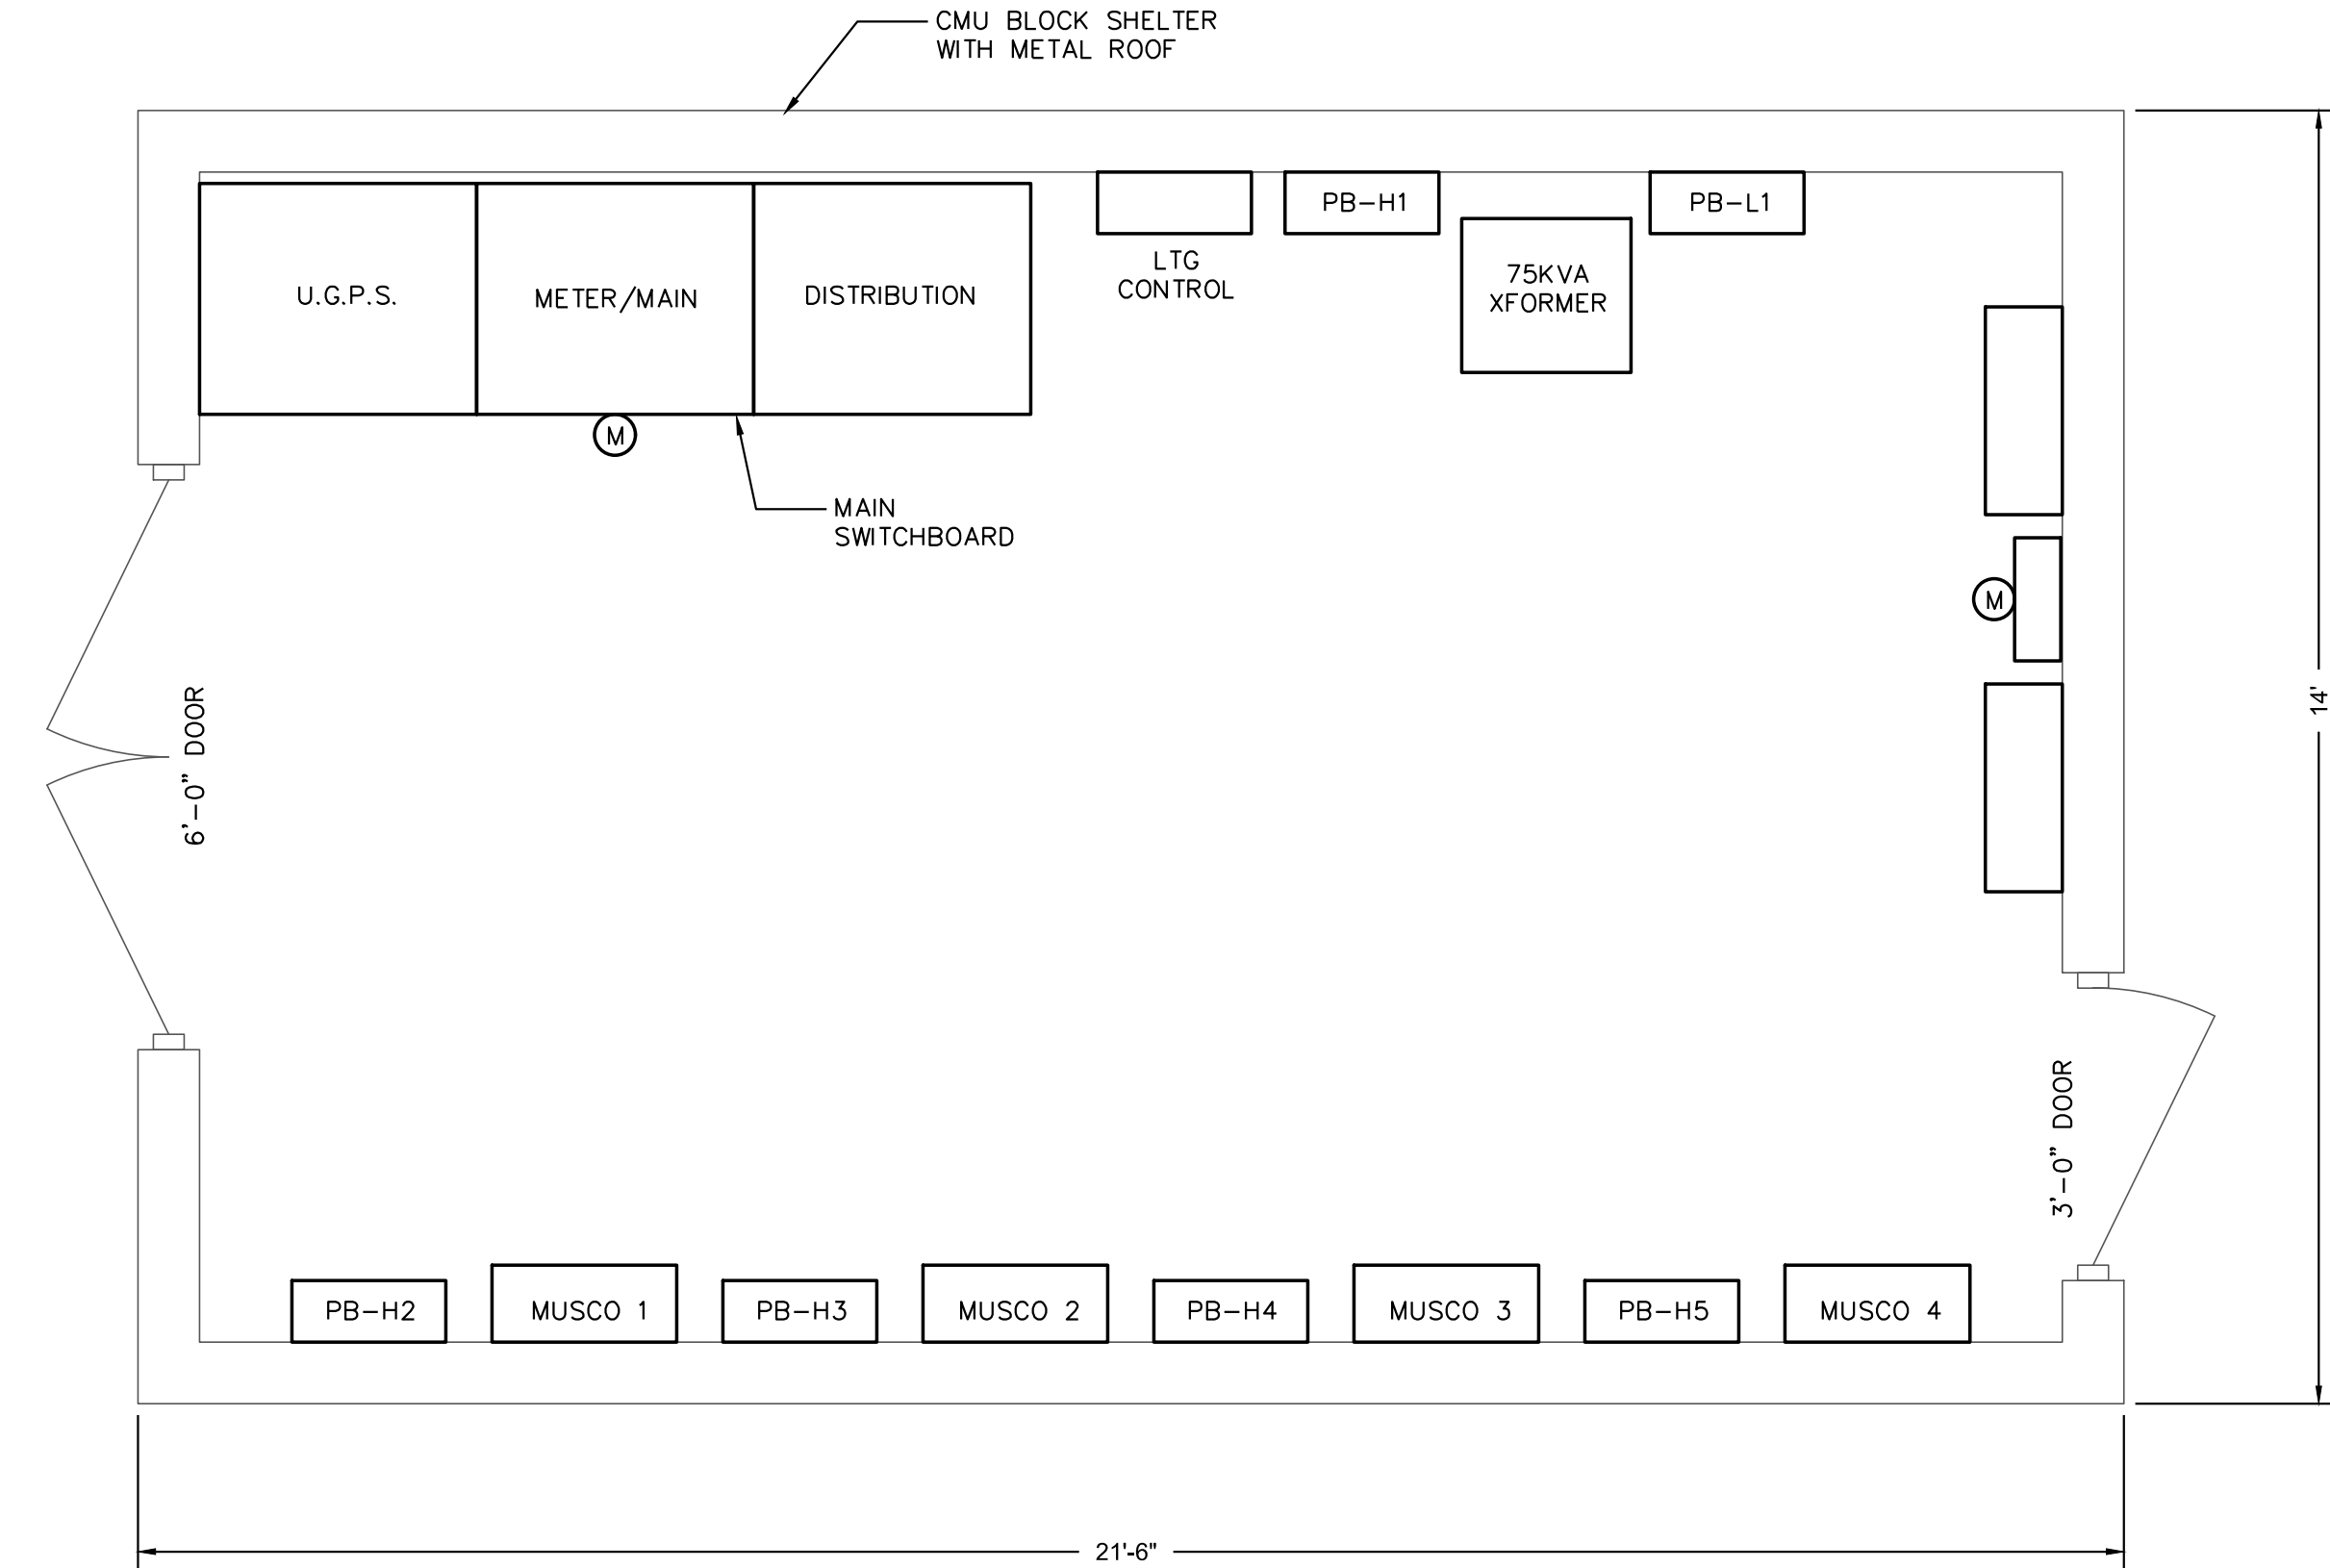 CMU BLOCK SHELTER
WITH METAL ROOF
PB-H1
PB-L1
LTG
CONTROL
75KVA
XFORMER
U.G.P.S.
METER/MAIN
DISTRIBUTION
M
MAIN
SWITCHBOARD
M
6'-0" DOOR
14'
3'-0" DOOR
PB-H2
MUSCO 1
PB-H3
MUSCO 2
PB-H4
MUSCO 3
PB-H5
MUSCO 4
21'-6"